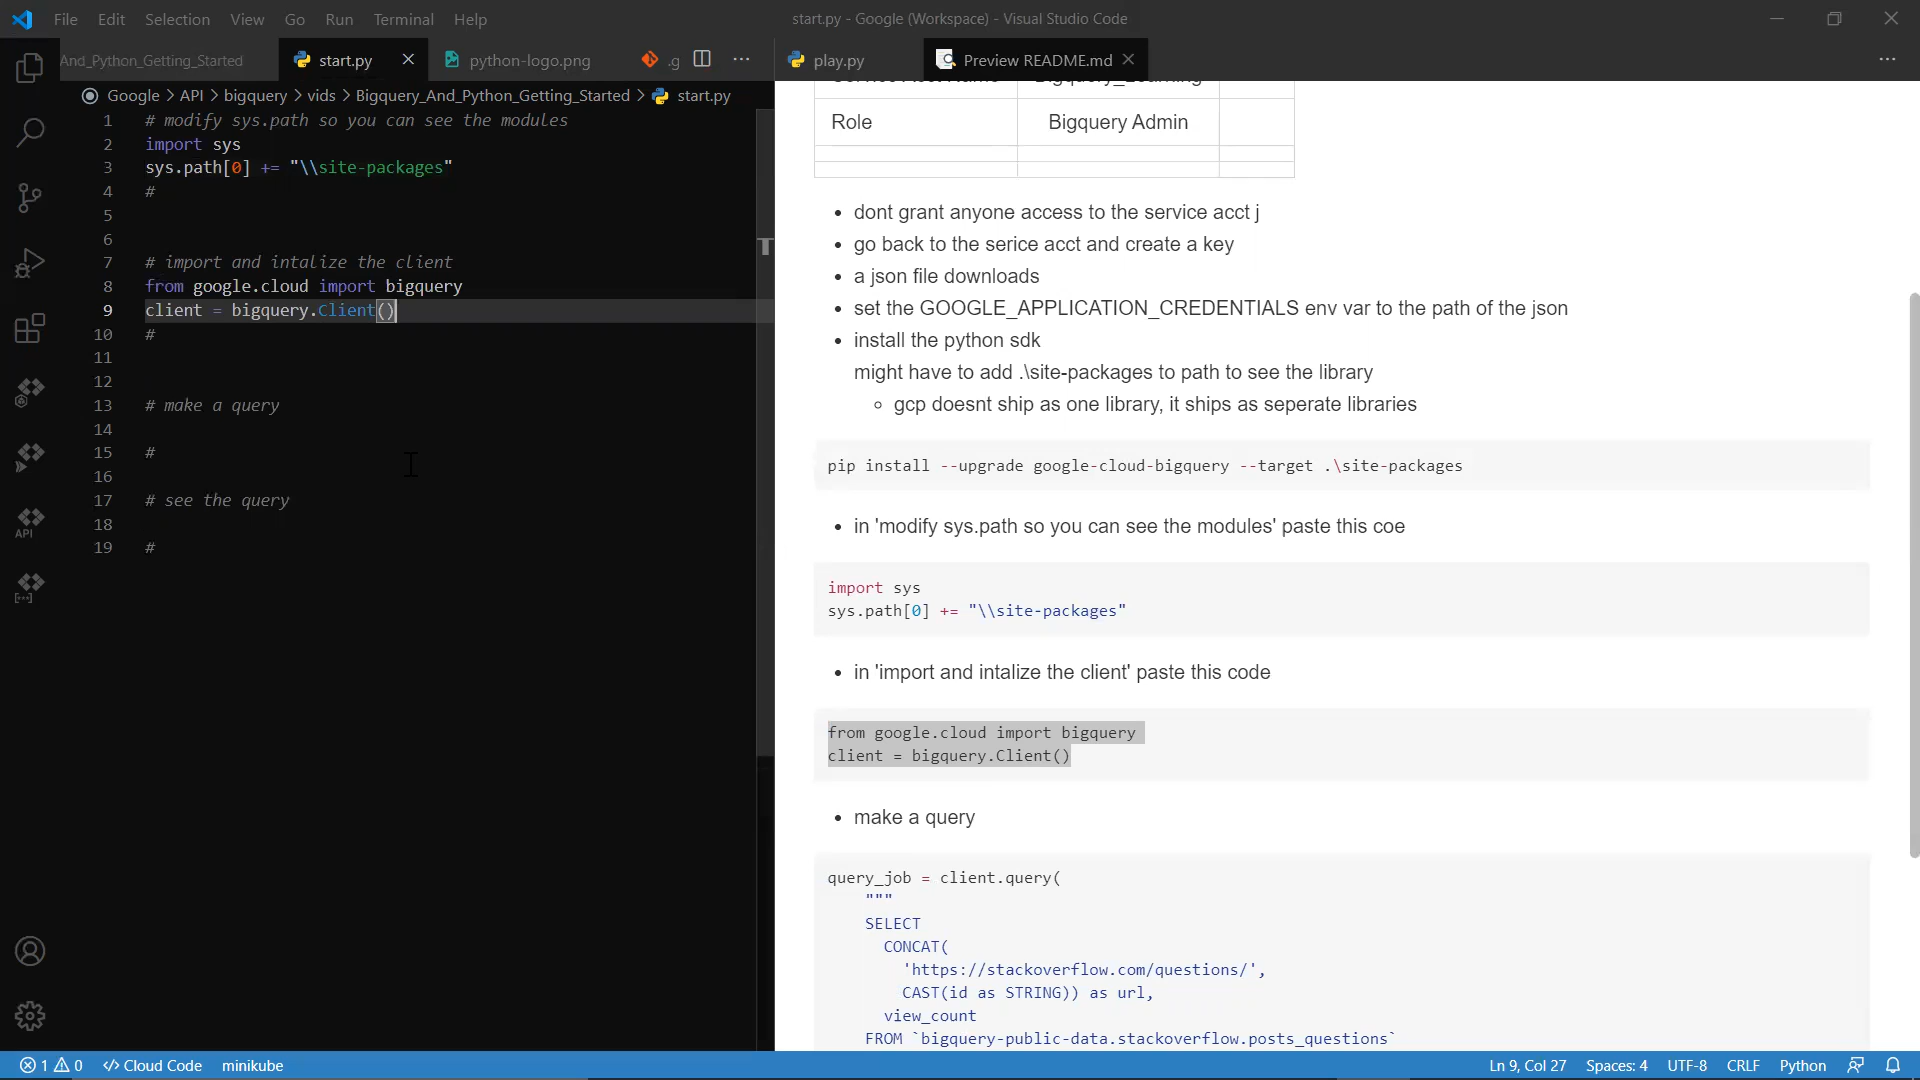 File Edit Selection View Go Run Terminal Help
start.py - Google (Workspace) - Visual Studio Code
And_Python_Getting_Started
start.py
python-logo.png
.g
play.py
Preview README.md
Google > API > bigquery > vids > Bigquery_And_Python_Getting_Started > start.py
1 # modify sys.path so you can see the modules
2 import sys
3 sys.path[0] += "\\site-packages"
4 #
5
6
7 # import and intalize the client
8 from google.cloud import bigquery
9 client = bigquery.Client()
10 #
11
12
13 # make a query
14
15 #
16
17 # see the query
18
19 #
Role Bigquery Admin
• dont grant anyone access to the service acct j
• go back to the serice acct and create a key
• a json file downloads
• set the GOOGLE_APPLICATION_CREDENTIALS env var to the path of the json
• install the python sdk
might have to add .\site-packages to path to see the library
◦ gcp doesnt ship as one library, it ships as seperate libraries
pip install --upgrade google-cloud-bigquery --target .\site-packages
• in 'modify sys.path so you can see the modules' paste this coe
import sys
sys.path[0] += "\\site-packages"
• in 'import and intalize the client' paste this code
from google.cloud import bigquery
client = bigquery.Client()
• make a query
query_job = client.query(
"""
SELECT
CONCAT(
'https://stackoverflow.com/questions/',
CAST(id as STRING)) as url,
view_count
FROM `bigquery-public-data.stackoverflow.posts_questions`
API
1 0 Cloud Code minikube
Ln 9, Col 27 Spaces: 4 UTF-8 CRLF Python